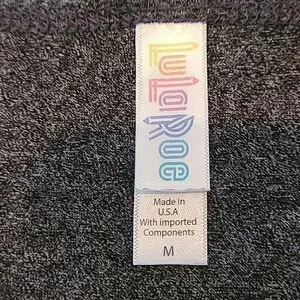 LuLaRoe
Made In
U.S.A
With imported
Components
M